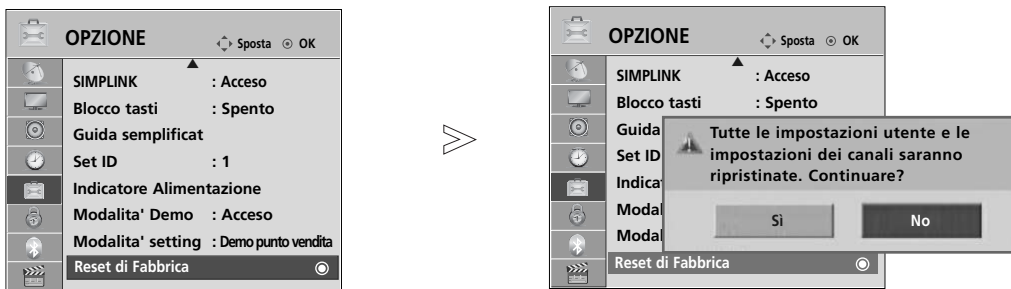 OPZIONE
Sposta OK
SIMPLINK : Acceso
Blocco tasti : Spento
Guida semplificat
Set ID : 1
Indicatore Alimentazione
Modalita' Demo : Acceso
Modalita' setting : Demo punto vendita
Reset di Fabbrica
OPZIONE
Sposta OK
SIMPLINK : Acceso
Blocco tasti : Spento
Guida
Set ID
Indicat
Modal
Modal
Reset di Fabbrica
Tutte le impostazioni utente e le
impostazioni dei canali saranno
ripristinate. Continuare?
Sì No